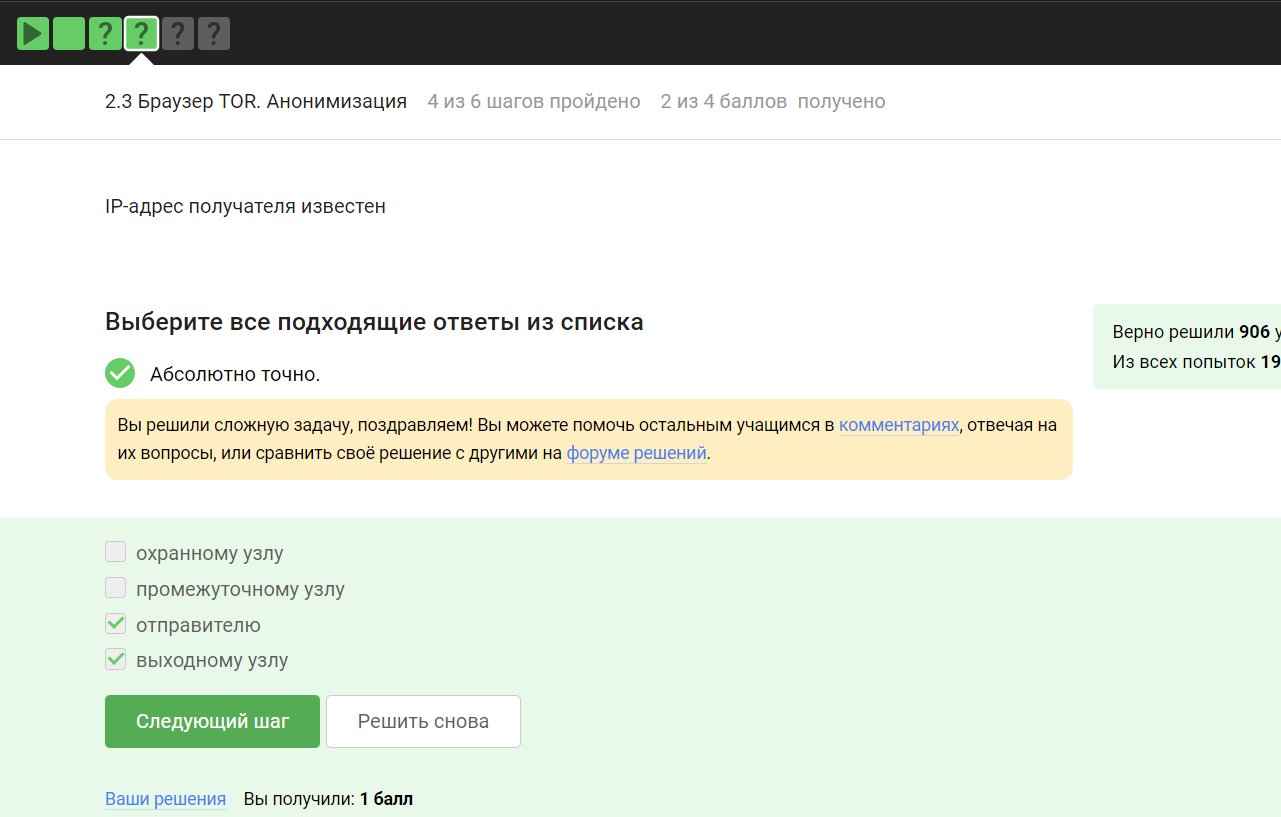 ? ? ? ?
2.3 Браузер TOR. Анонимизация 4 из 6 шагов пройдено 2 из 4 баллов получено
IP-адрес получателя известен
Выберите все подходящие ответы из списка
Верно решили 906 у
Из всех попыток 19
Абсолютно точно.
Вы решили сложную задачу, поздравляем! Вы можете помочь остальным учащимся в комментариях, отвечая на
их вопросы, или сравнить своё решение с другими на форуме решений.
охранному узлу
промежуточному узлу
отправителю
выходному узлу
Следующий шаг Решить снова
Ваши решения Вы получили: 1 балл